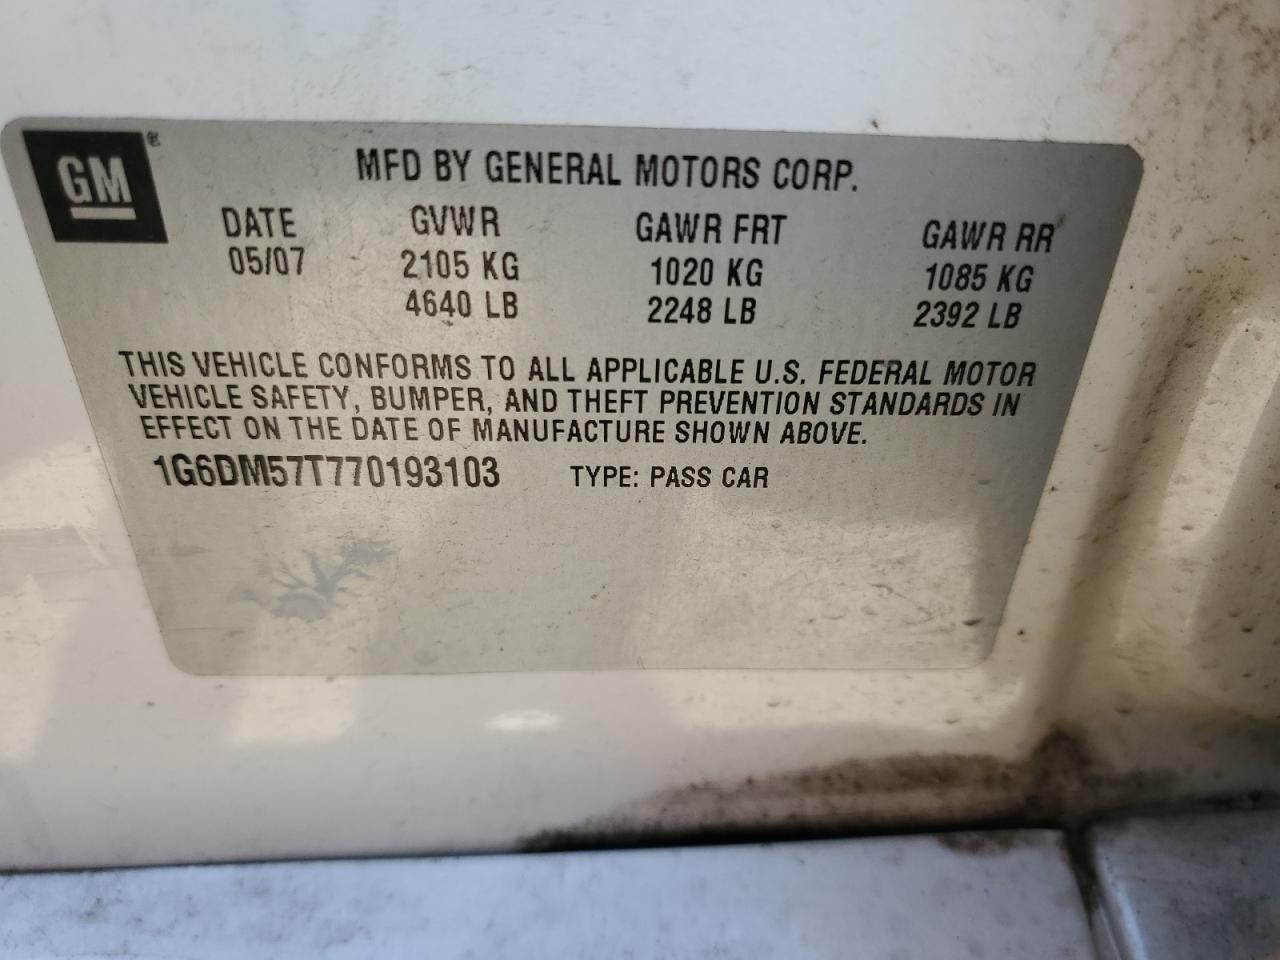 GM®
MFD BY GENERAL MOTORS CORP.
DATE GVWR GAWR FRT GAWR RR
05/07 2105 KG 1020 KG 1085 KG
4640 LB 2248 LB 2392 LB
THIS VEHICLE CONFORMS TO ALL APPLICABLE U.S. FEDERAL MOTOR
VEHICLE SAFETY, BUMPER, AND THEFT PREVENTION STANDARDS IN
EFFECT ON THE DATE OF MANUFACTURE SHOWN ABOVE.
1G6DM57T770193103 TYPE: PASS CAR